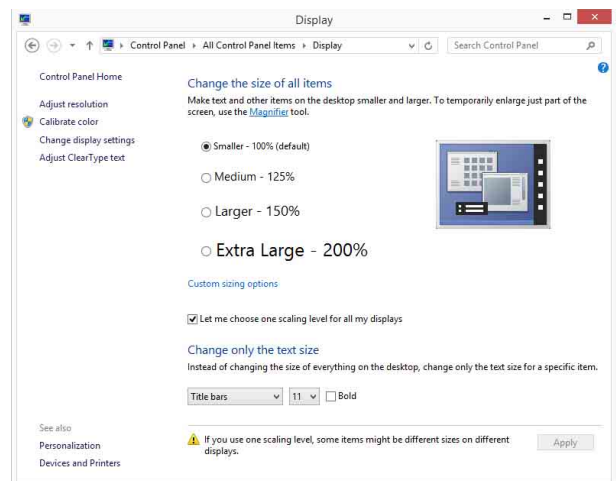 Display
Control Panel ▸ All Control Panel Items ▸ Display
Search Control Panel
Control Panel Home
Adjust resolution
Calibrate color
Change display settings
Adjust ClearType text
See also
Personalization
Devices and Printers
Change the size of all items
Make text and other items on the desktop smaller and larger. To temporarily enlarge just part of the
screen, use the Magnifier tool.
Smaller - 100% (default)
Medium - 125%
Larger - 150%
Extra Large - 200%
Custom sizing options
Let me choose one scaling level for all my displays
Change only the text size
Instead of changing the size of everything on the desktop, change only the text size for a specific item.
Title bars 11 Bold
If you use one scaling level, some items might be different sizes on different
displays.
Apply